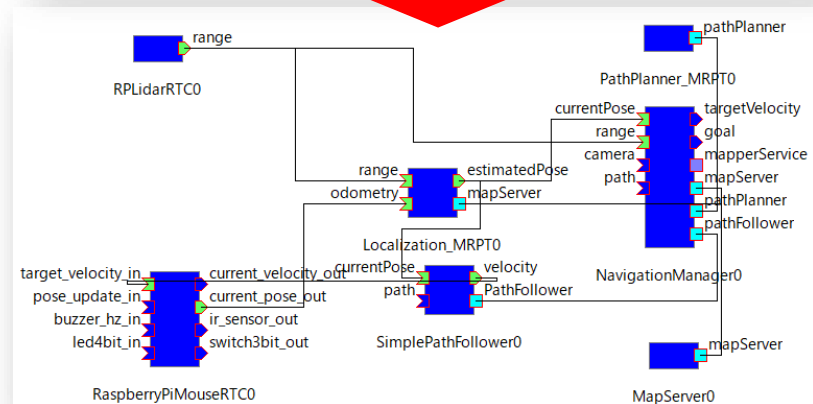 range
RPLidarRTC0
pathPlanner
PathPlanner_MRPT0
currentPose
range
camera
path
targetVelocity
goal
mapperService
mapServer
pathPlanner
pathFollower
NavigationManager0
range
odometry
estimatedPose
mapServer
Localization_MRPT0
currentPose
path
velocity
PathFollower
SimplePathFollower0
target_velocity_in
pose_update_in
buzzer_hz_in
led4bit_in
current_velocity_out
current_pose_out
ir_sensor_out
switch3bit_out
RaspberryPiMouseRTC0
mapServer
MapServer0